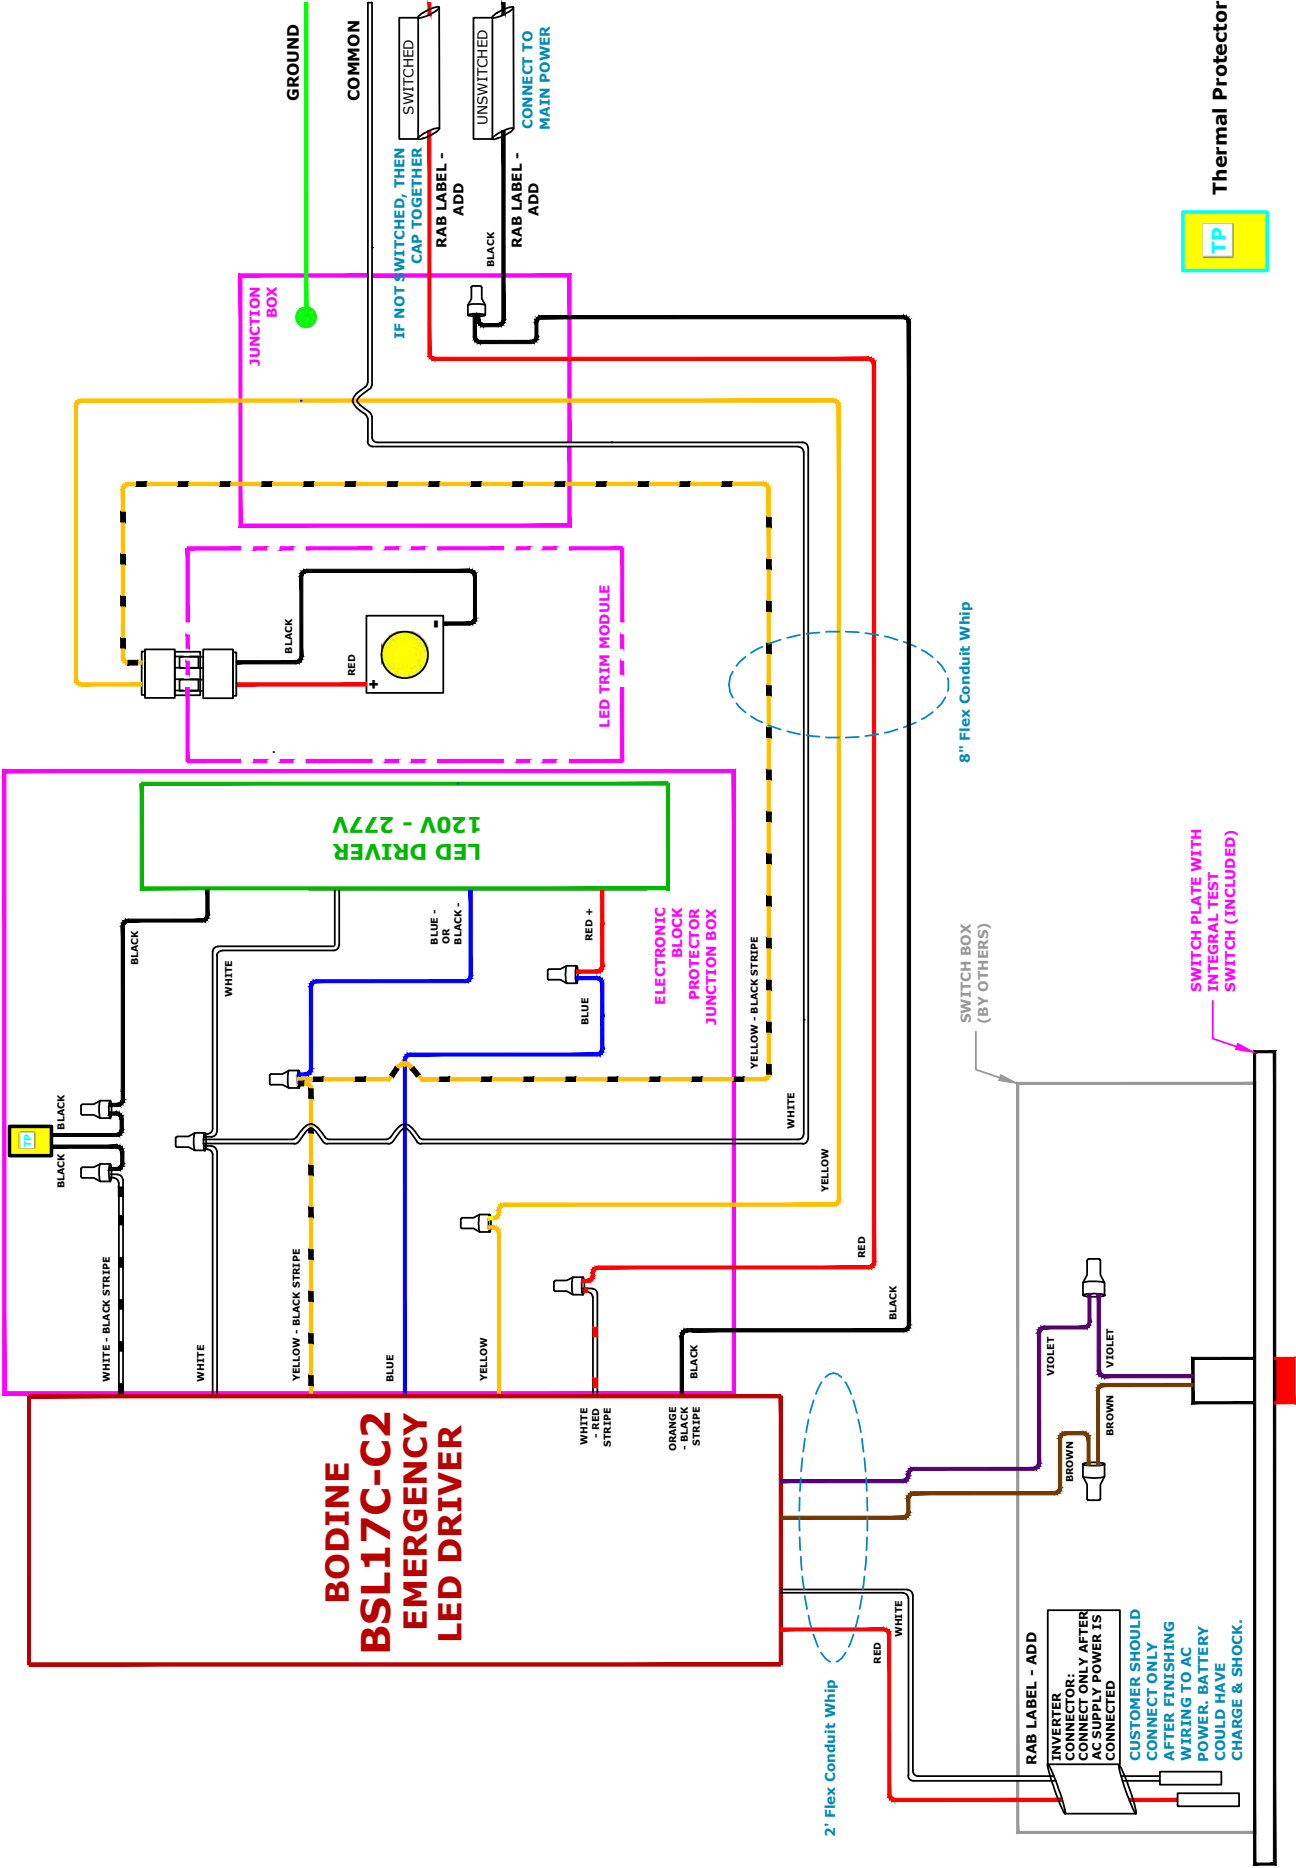 GROUND
COMMON
SWITCHED
UNSWITCHED
CONNECT TO
MAIN POWER
IF NOT SWITCHED, THEN
CAP TOGETHER
RAB LABEL -
ADD
RAB LABEL -
ADD
BLACK
Thermal Protector
TP
JUNCTION
BOX
BLACK
RED
+
-
LED TRIM MODULE
8" Flex Conduit Whip
LED DRIVER
120V - 277V
BLACK
WHITE
BLUE -
OR
BLACK -
RED +
BLUE
ELECTRONIC
BLOCK
PROTECTOR
JUNCTION BOX
YELLOW - BLACK STRIPE
WHITE
YELLOW
RED
BLACK
TP
BLACK
BLACK
WHITE - BLACK STRIPE
WHITE
YELLOW - BLACK STRIPE
BLUE
YELLOW
BLACK
WHITE
- RED
STRIPE
ORANGE
- BLACK
STRIPE
BODINE
BSL17C-C2
EMERGENCY
LED DRIVER
SWITCH BOX
(BY OTHERS)
SWITCH PLATE WITH
INTEGRAL TEST
SWITCH (INCLUDED)
VIOLET
VIOLET
BROWN
BROWN
WHITE
RED
2' Flex Conduit Whip
RAB LABEL - ADD
INVERTER
CONNECTOR:
CONNECT ONLY AFTER
AC SUPPLY POWER IS
CONNECTED
CUSTOMER SHOULD
CONNECT ONLY
AFTER FINISHING
WIRING TO AC
POWER. BATTERY
COULD HAVE
CHARGE & SHOCK.